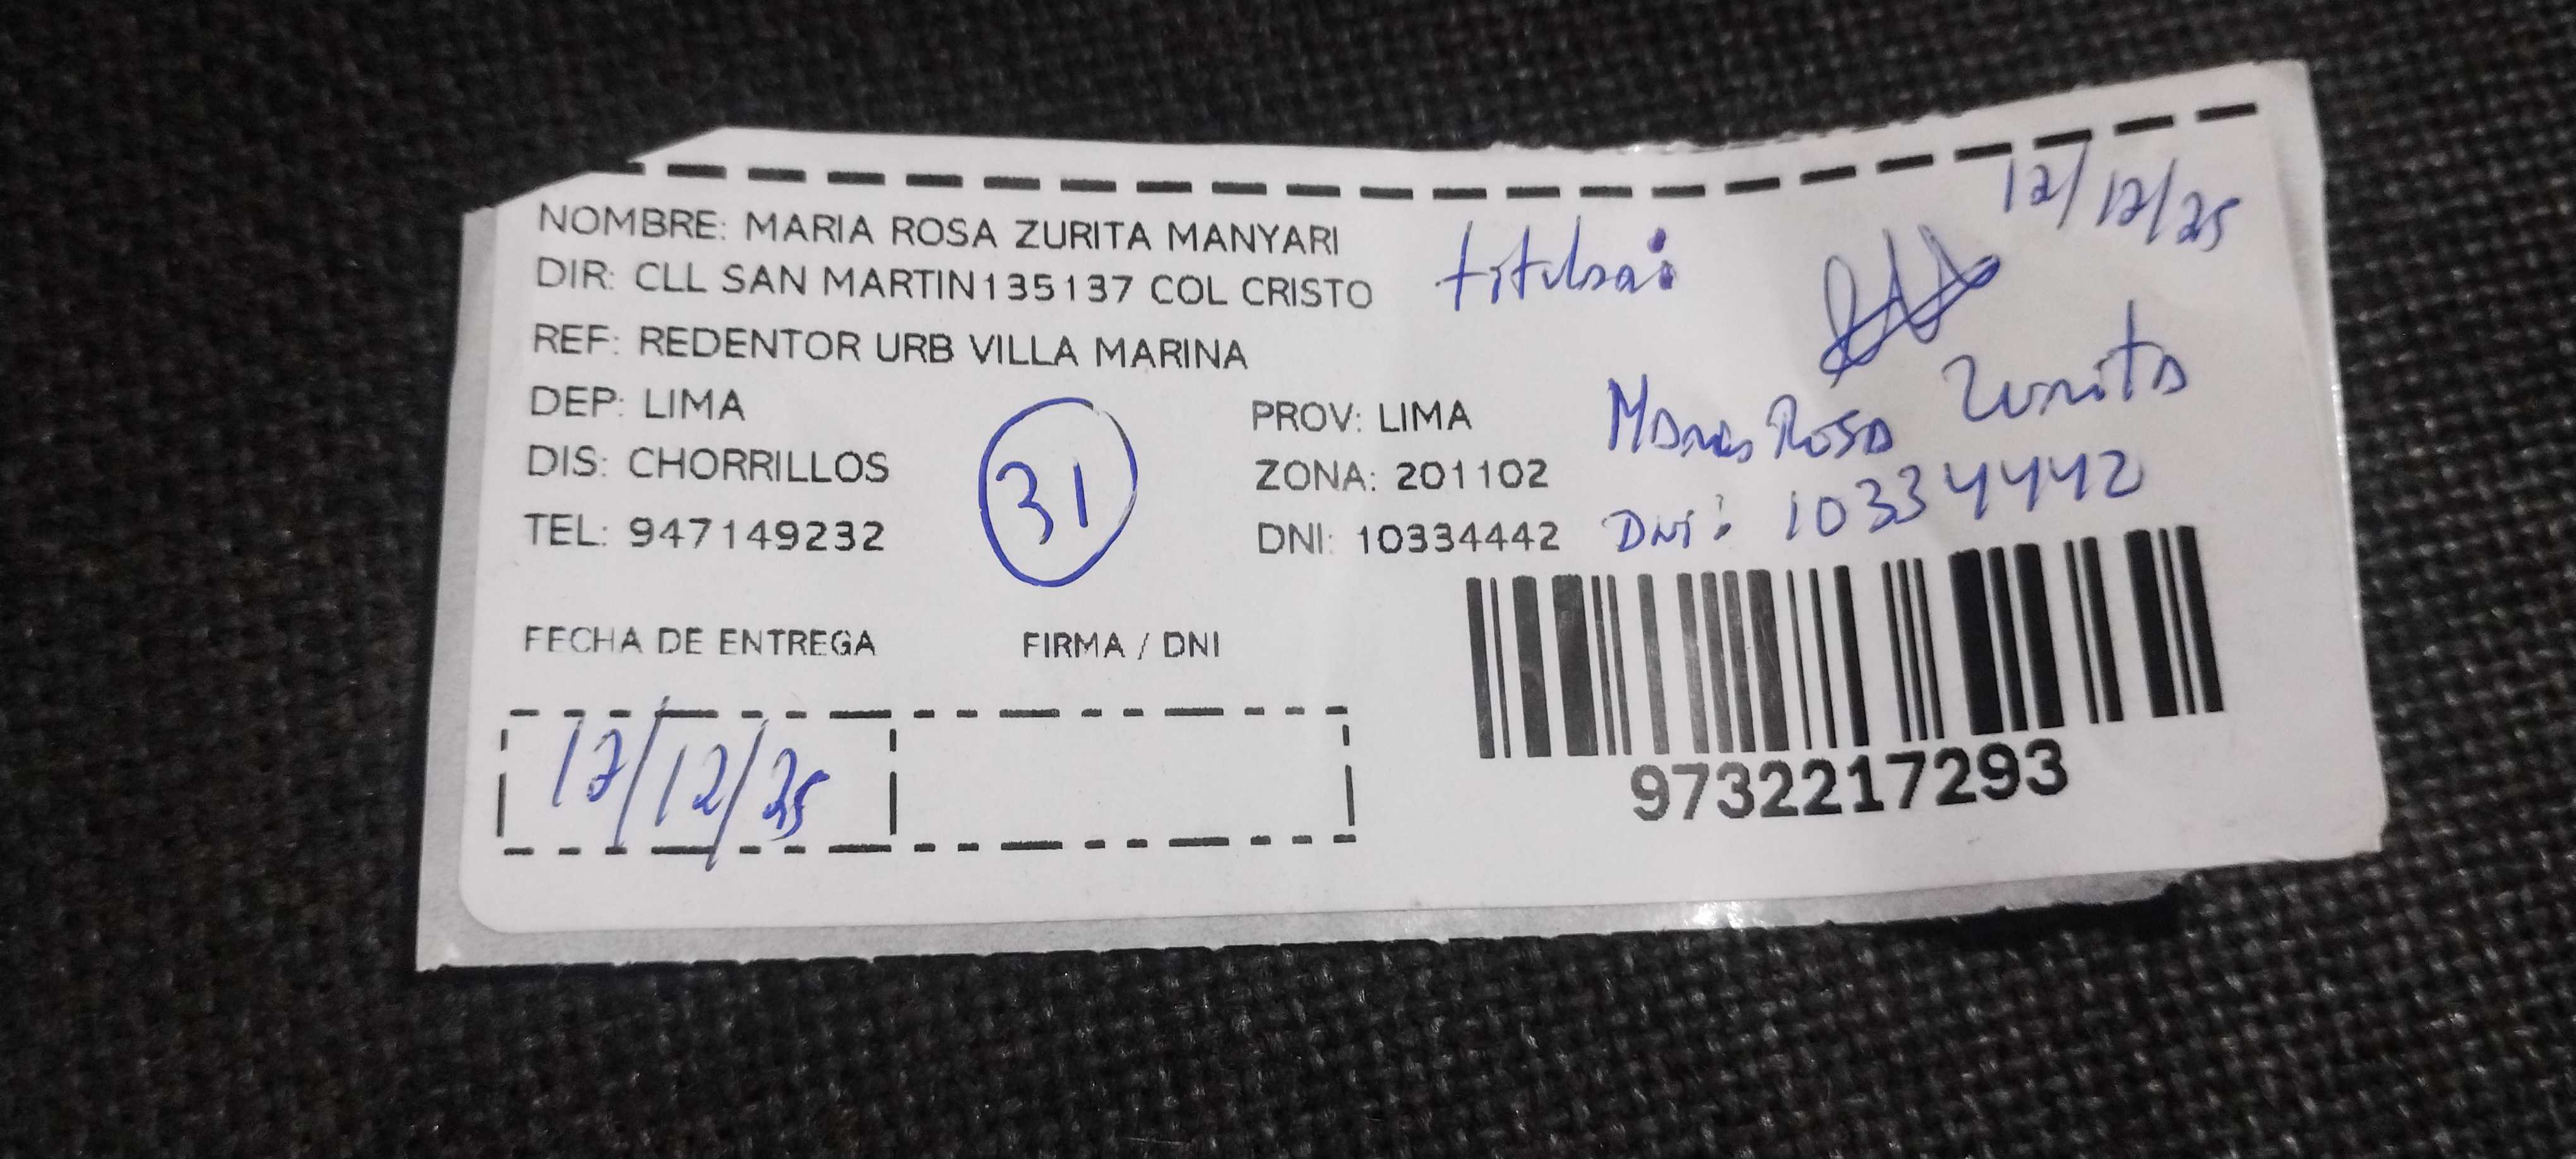 12/12/25
NOMBRE: MARIA ROSA ZURITA MANYARI
DIR: CLL SAN MARTIN135137 COL CRISTO
REF: REDENTOR URB VILLA MARINA
DEP: LIMA
PROV: LIMA
DIS: CHORRILLOS
ZONA: 201102
TEL: 947149232
DNI: 10334442
31
Rosa Zurita
DNI: 10334442
FECHA DE ENTREGA
FIRMA / DNI
12/12/25
9732217293